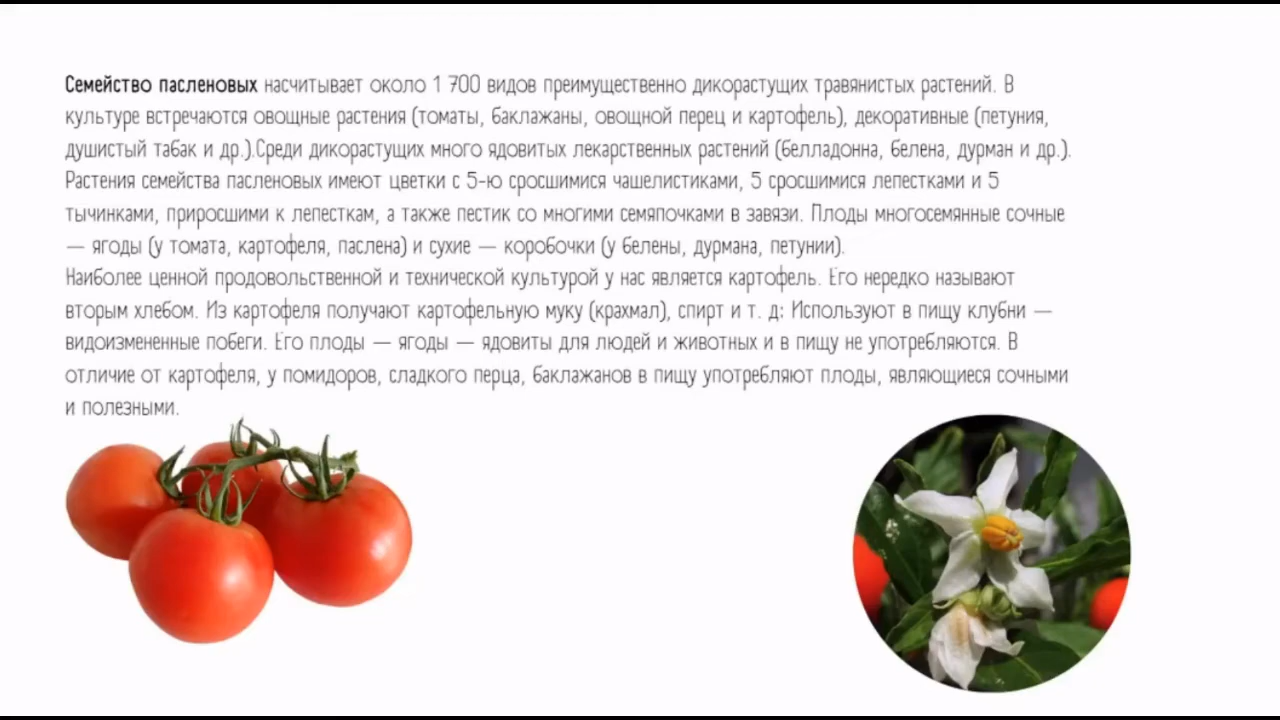 Семейство пасленовых насчитывает около 1 700 видов преимущественно дикорастущих травянистых растений. В
культуре встречаются овощные растения (томаты, баклажаны, овощной перец и картофель), декоративные (петуния,
душистый табак и др.).Среди дикорастущих много ядовитых лекарственных растений (белладонна, белена, дурман и др.).
Растения семейства пасленовых имеют цветки с 5-ю сросшимися чашелистиками, 5 сросшимися лепестками и 5
тычинками, приросшими к лепесткам, а также пестик со многими семяпочками в завязи. Плоды многосемянные сочные
— ягоды (у томата, картофеля, паслена) и сухие — коробочки (у белены, дурмана, петунии).
Наиболее ценной продовольственной и технической культурой у нас является картофель. Его нередко называют
вторым хлебом. Из картофеля получают картофельную муку (крахмал), спирт и т. д: Используют в пищу клубни —
видоизмененные побеги. Его плоды — ягоды — ядовиты для людей и животных и в пищу не употребляются. В
отличие от картофеля, у помидоров, сладкого перца, баклажанов в пищу употребляют плоды, являющиеся сочными
и полезными.